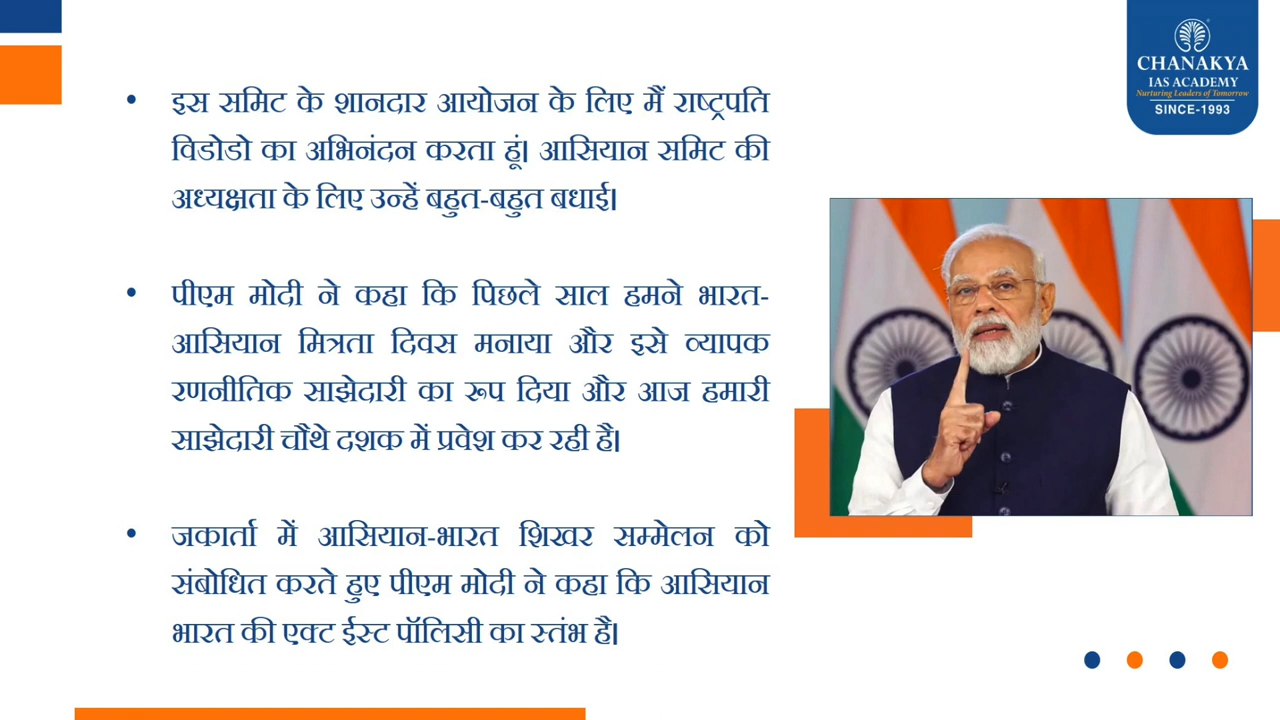 CHANAKYA
IAS ACADEMY
Nurturing Leaders of Tomorrow
SINCE-1993
• इस समिट के शानदार आयोजन के लिए मैं राष्ट्रपति
विडोडो का अभिनंदन करता हूं। आसियान समिट की
अध्यक्षता के लिए उन्हें बहुत-बहुत बधाई।
• पीएम मोदी ने कहा कि पिछले साल हमने भारत-
आसियान मित्रता दिवस मनाया और इसे व्यापक
रणनीतिक साझेदारी का रूप दिया और आज हमारी
साझेदारी चौथे दशक में प्रवेश कर रही है।
• जकार्ता में आसियान-भारत शिखर सम्मेलन को
संबोधित करते हुए पीएम मोदी ने कहा कि आसियान
भारत की एक्ट ईस्ट पॉलिसी का स्तंभ है।